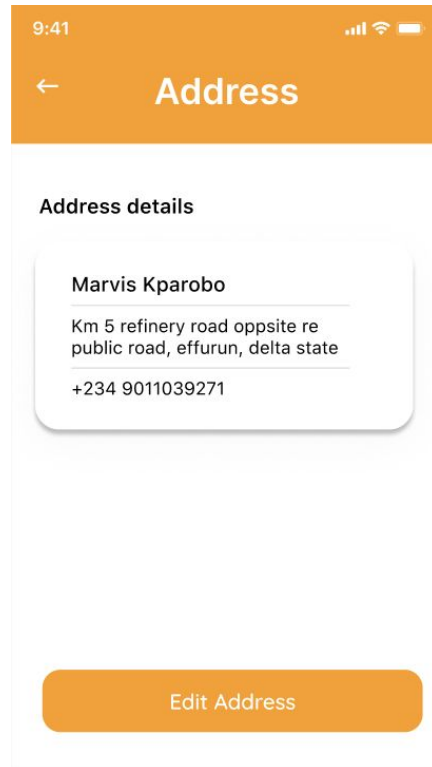 9:41
Address
Address details
Marvis Kparobo
Km 5 refinery road oppsite re
public road, effurun, delta state
+234 9011039271
Edit Address